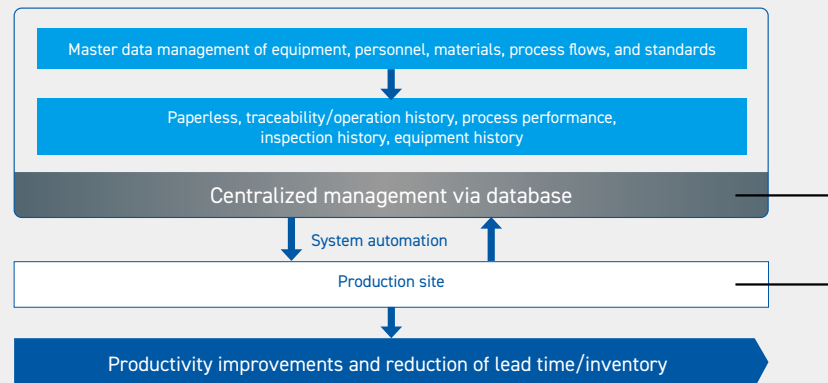 Master data management of equipment, personnel, materials, process flows, and standards
Paperless, traceability/operation history, process performance,
inspection history, equipment history
Centralized management via database
System automation
Production site
Productivity improvements and reduction of lead time/inventory